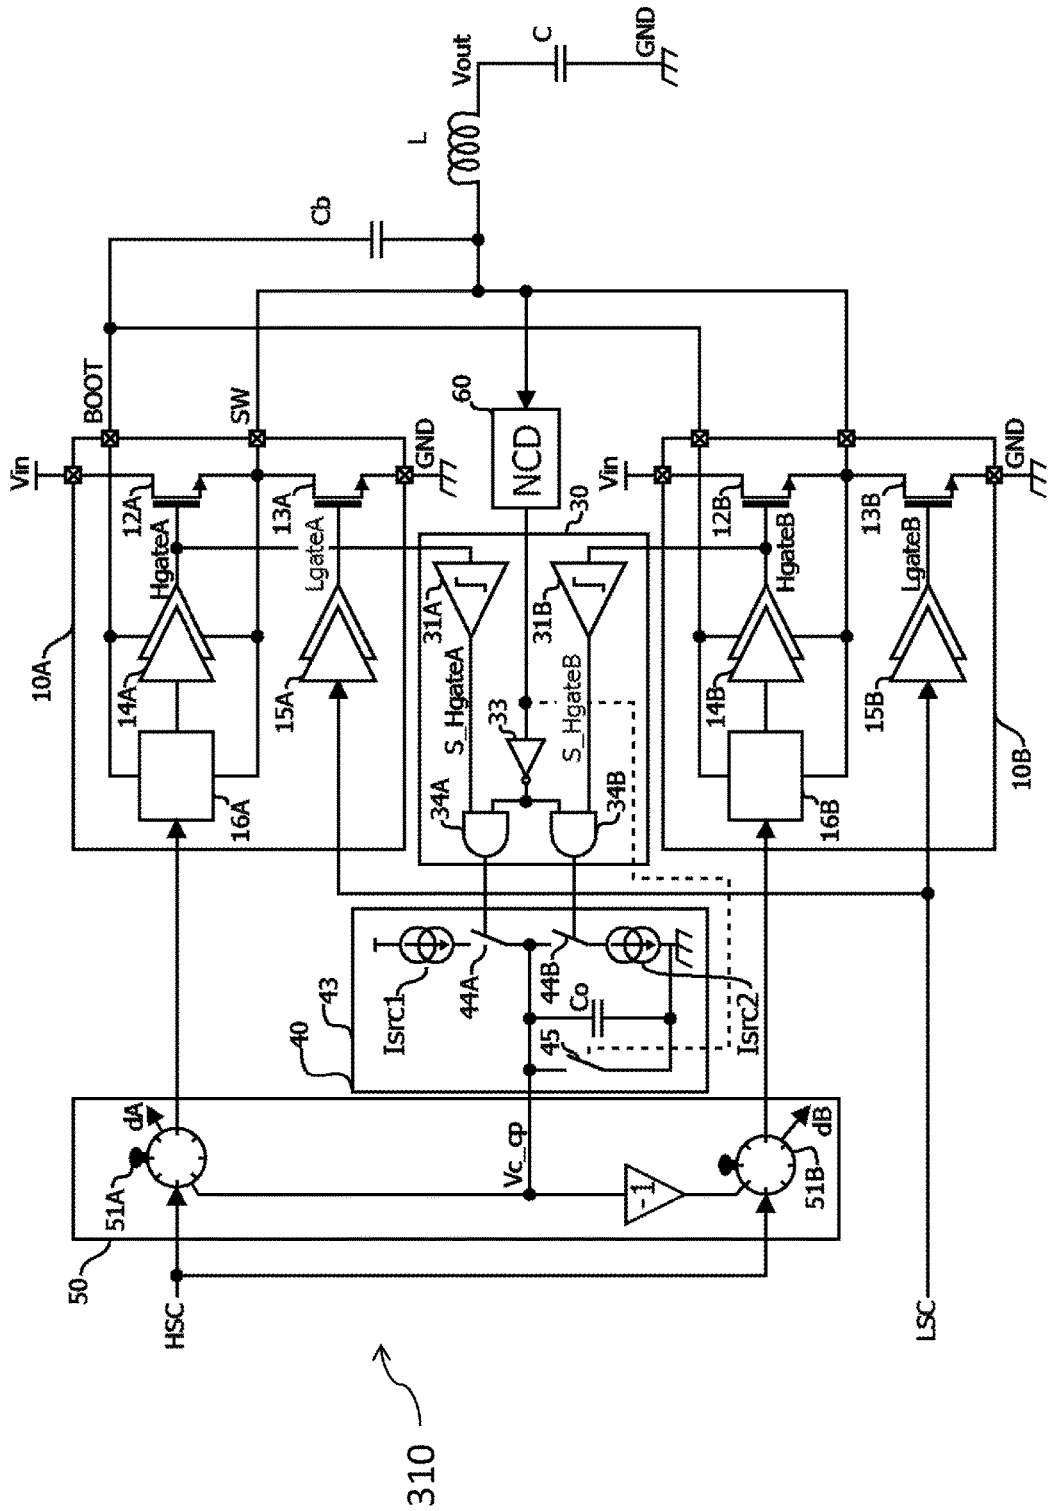 310
HSC
LSC
50
51A
dA
Vc_cp
-1
51B
dB
40
43
Isrc1
44A
44B
Co
45
Isrc2
10A
16A
14A
15A
HgateA
12A
LgateA
13A
Vin
BOOT
SW
GND
34A
34B
33
S_HgateA
S_HgateB
31A
31B
30
NCD
60
16B
10B
14B
15B
HgateB
12B
LgateB
13B
Vin
GND
Cb
L
Vout
C
GND